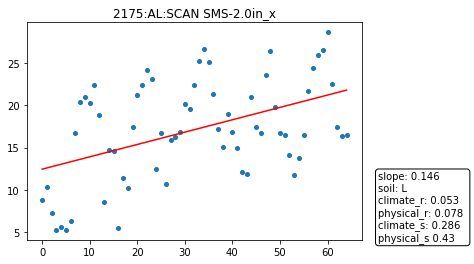 2175:AL:SCAN SMS-2.0in_x
25
20
15
10
5
0 10 20 30 40 50 60
slope: 0.146
soil: L
climate_r: 0.053
physical_r: 0.078
climate_s: 0.286
physical_s 0.43